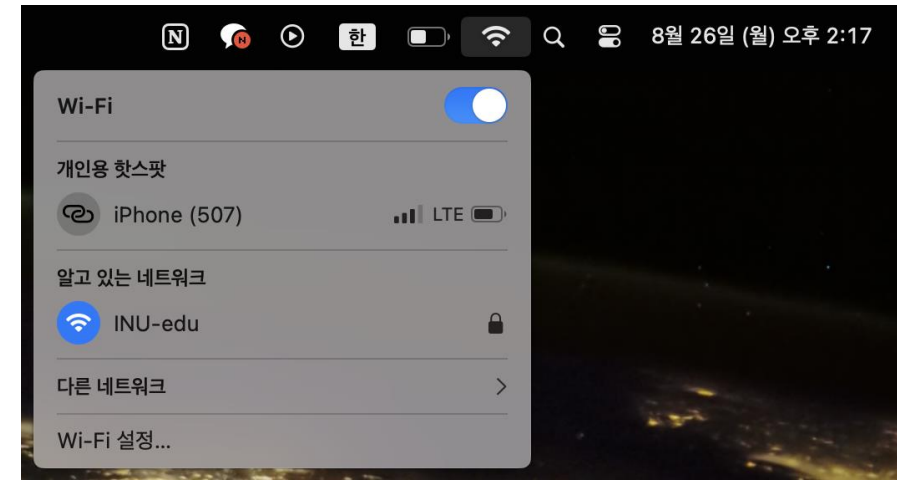 N
N
한
8월 26일 (월) 오후 2:17
Wi-Fi
개인용 핫스팟
iPhone (507)
LTE
알고 있는 네트워크
INU-edu
다른 네트워크
Wi-Fi 설정...